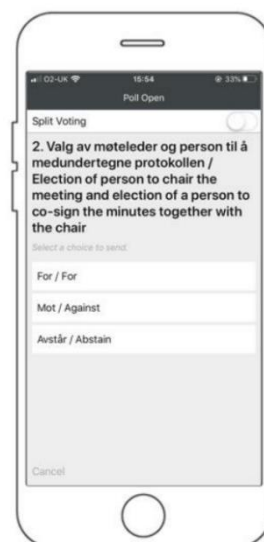 O2-UK 15:54 33%
Poll Open
Split Voting
2. Valg av møteleder og person til å
medundertegne protokollen /
Election of person to chair the
meeting and election of a person to
co-sign the minutes together with
the chair
Select a choice to send.
For / For
Mot / Against
Avstår / Abstain
Cancel